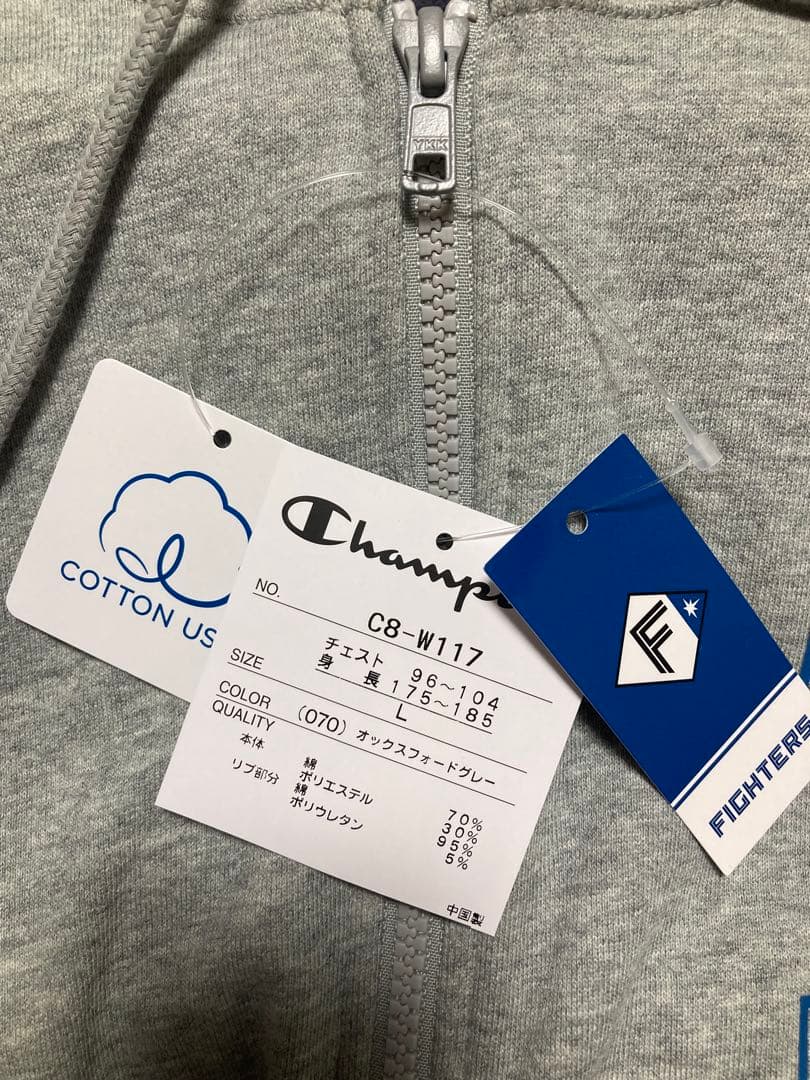 YKK
COTTON US
Champi
NO.
C8-W117
SIZE
チェスト 96～104
身 長 175～185
L
COLOR
(070) オックスフォードグレー
QUALITY
本体 綿 70%
ポリエステル 30%
リブ部分 綿 95%
ポリウレタン 5%
中国製
F
FIGHTERS